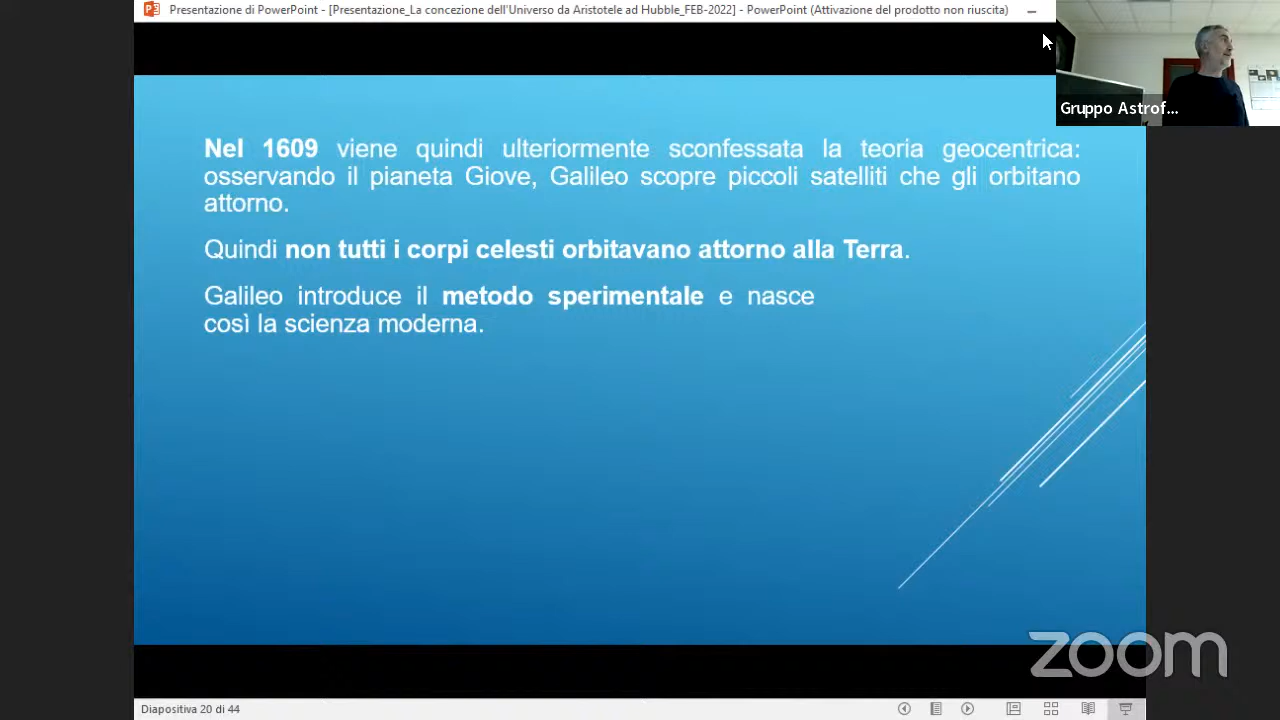 Presentazione di PowerPoint - [Presentazione_La concezione dell'Universo da Aristotele ad Hubble_FEB-2022] - PowerPoint (Attivazione del prodotto non riuscita)
Gruppo Astrof...
Nel 1609 viene quindi ulteriormente sconfessata la teoria geocentrica:
osservando il pianeta Giove, Galileo scopre piccoli satelliti che gli orbitano
attorno.
Quindi non tutti i corpi celesti orbitavano attorno alla Terra.
Galileo introduce il metodo sperimentale e nasce
così la scienza moderna.
zoom
Diapositiva 20 di 44